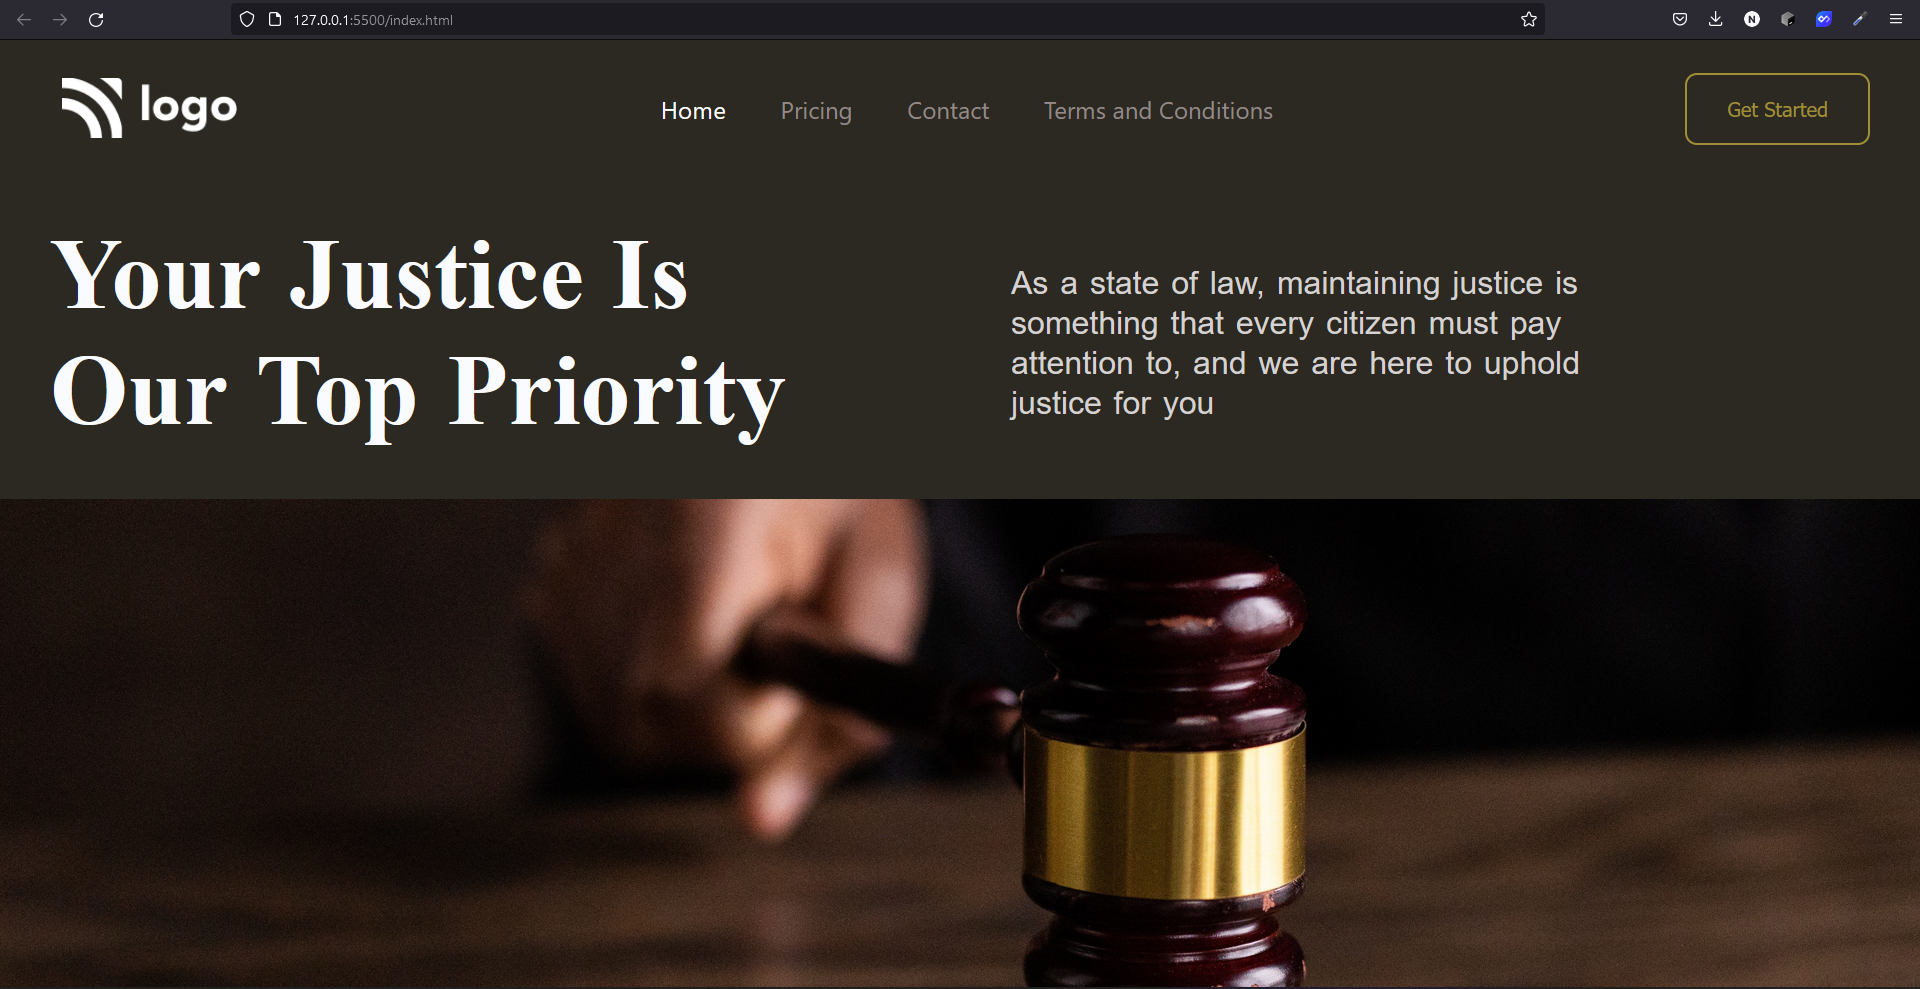 127.0.0.1:5500/index.html
N
logo
Home
Pricing
Contact
Terms and Conditions
Get Started
Your Justice Is
Our Top Priority
As a state of law, maintaining justice is
something that every citizen must pay
attention to, and we are here to uphold
justice for you